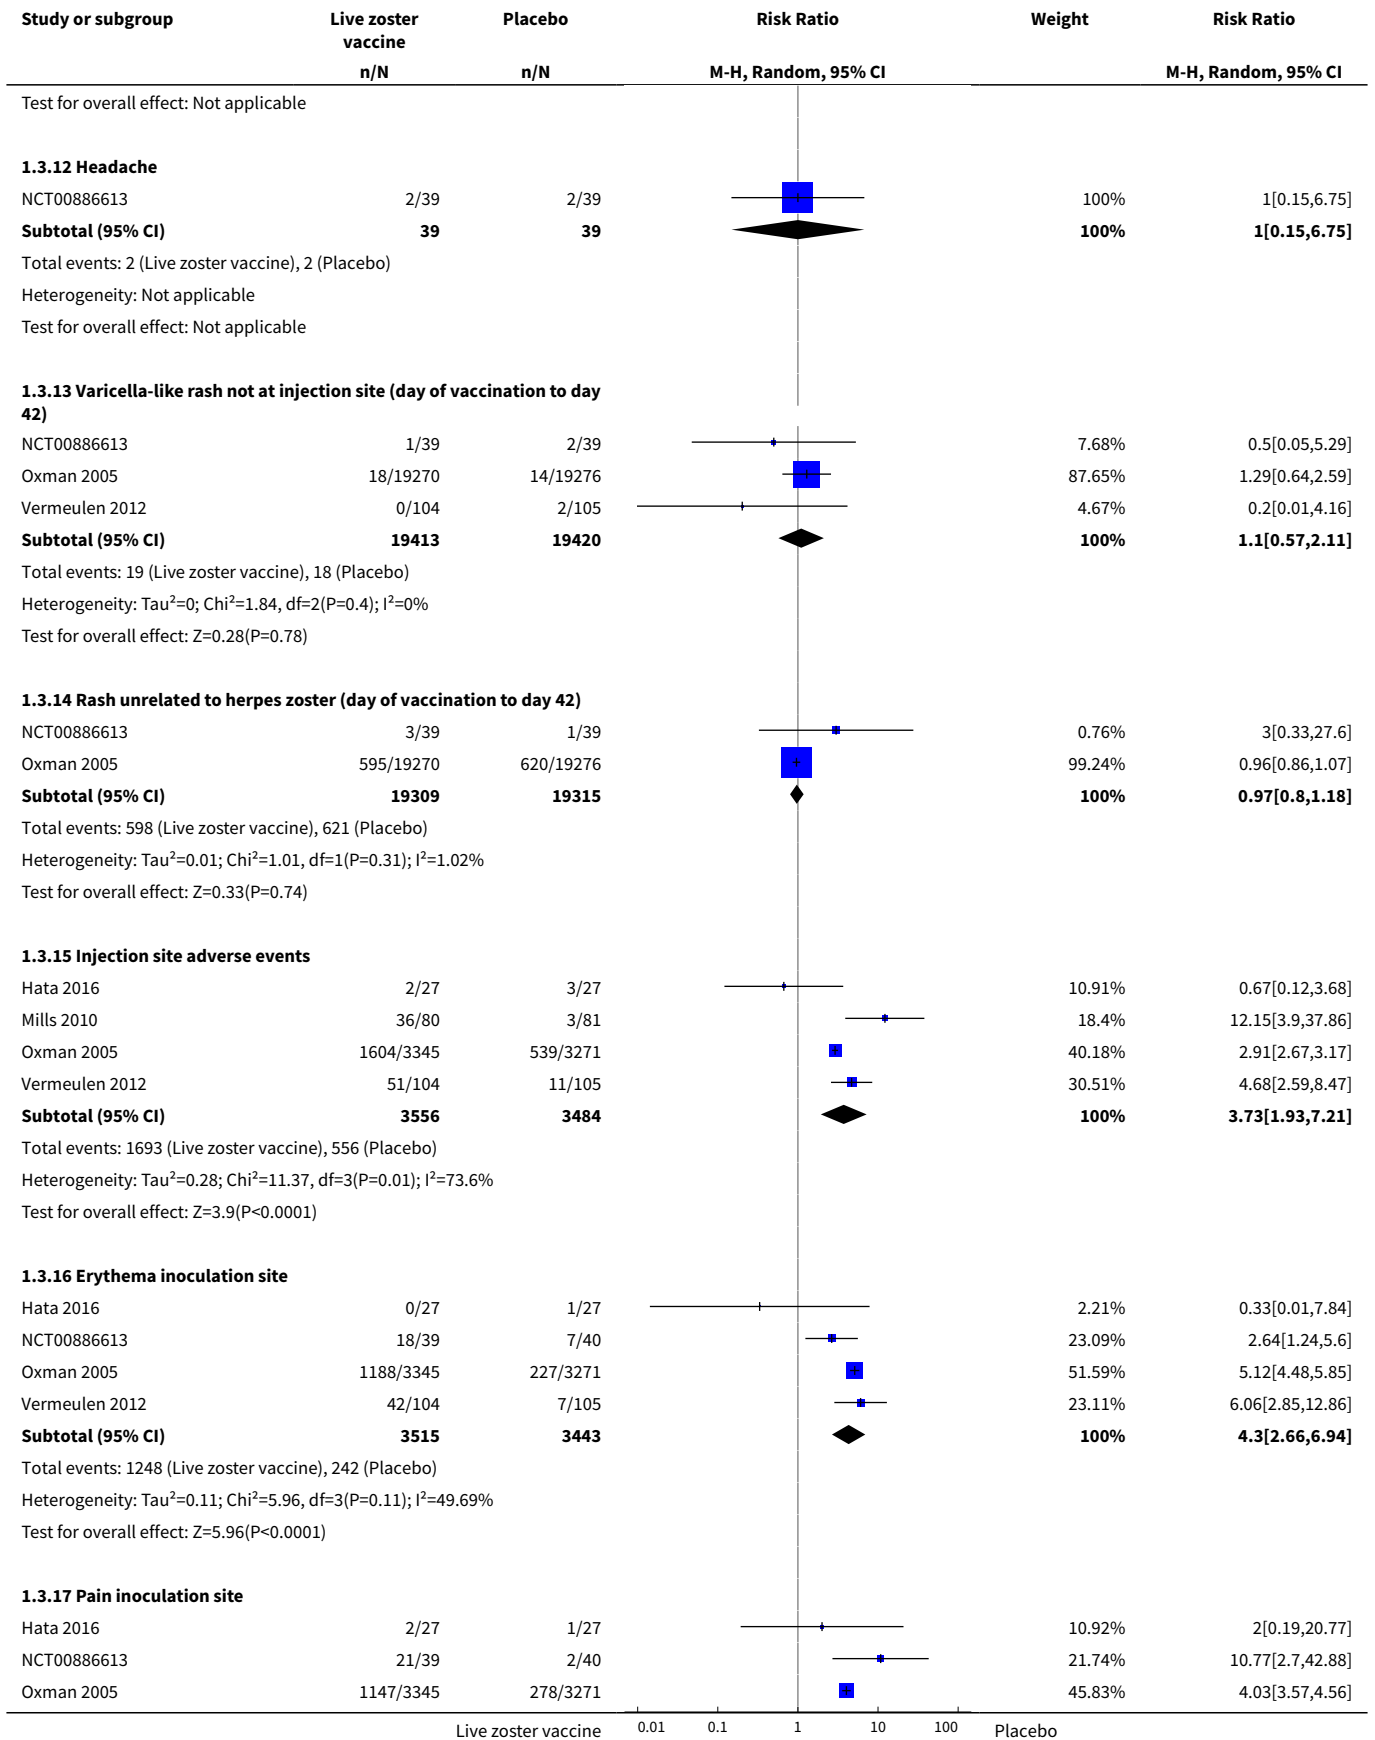 Study or subgroup Live zoster vaccine Placebo Risk Ratio Weight Risk Ratio
n/N n/N M-H, Random, 95% CI M-H, Random, 95% CI
Test for overall effect: Not applicable
1.3.12 Headache
NCT00886613 2/39 2/39 100% 1[0.15,6.75]
Subtotal (95% CI) 39 39 100% 1[0.15,6.75]
Total events: 2 (Live zoster vaccine), 2 (Placebo)
Heterogeneity: Not applicable
Test for overall effect: Not applicable
1.3.13 Varicella-like rash not at injection site (day of vaccination to day
42)
NCT00886613 1/39 2/39 7.68% 0.5[0.05,5.29]
Oxman 2005 18/19270 14/19276 87.65% 1.29[0.64,2.59]
Vermeulen 2012 0/104 2/105 4.67% 0.2[0.01,4.16]
Subtotal (95% CI) 19413 19420 100% 1.1[0.57,2.11]
Total events: 19 (Live zoster vaccine), 18 (Placebo)
Heterogeneity: Tau²=0; Chi²=1.84, df=2(P=0.4); I²=0%
Test for overall effect: Z=0.28(P=0.78)
1.3.14 Rash unrelated to herpes zoster (day of vaccination to day 42)
NCT00886613 3/39 1/39 0.76% 3[0.33,27.6]
Oxman 2005 595/19270 620/19276 99.24% 0.96[0.86,1.07]
Subtotal (95% CI) 19309 19315 100% 0.97[0.8,1.18]
Total events: 598 (Live zoster vaccine), 621 (Placebo)
Heterogeneity: Tau²=0.01; Chi²=1.01, df=1(P=0.31); I²=1.02%
Test for overall effect: Z=0.33(P=0.74)
1.3.15 Injection site adverse events
Hata 2016 2/27 3/27 10.91% 0.67[0.12,3.68]
Mills 2010 36/80 3/81 18.4% 12.15[3.9,37.86]
Oxman 2005 1604/3345 539/3271 40.18% 2.91[2.67,3.17]
Vermeulen 2012 51/104 11/105 30.51% 4.68[2.59,8.47]
Subtotal (95% CI) 3556 3484 100% 3.73[1.93,7.21]
Total events: 1693 (Live zoster vaccine), 556 (Placebo)
Heterogeneity: Tau²=0.28; Chi²=11.37, df=3(P=0.01); I²=73.6%
Test for overall effect: Z=3.9(P<0.0001)
1.3.16 Erythema inoculation site
Hata 2016 0/27 1/27 2.21% 0.33[0.01,7.84]
NCT00886613 18/39 7/40 23.09% 2.64[1.24,5.6]
Oxman 2005 1188/3345 227/3271 51.59% 5.12[4.48,5.85]
Vermeulen 2012 42/104 7/105 23.11% 6.06[2.85,12.86]
Subtotal (95% CI) 3515 3443 100% 4.3[2.66,6.94]
Total events: 1248 (Live zoster vaccine), 242 (Placebo)
Heterogeneity: Tau²=0.11; Chi²=5.96, df=3(P=0.11); I²=49.69%
Test for overall effect: Z=5.96(P<0.0001)
1.3.17 Pain inoculation site
Hata 2016 2/27 1/27 10.92% 2[0.19,20.77]
NCT00886613 21/39 2/40 21.74% 10.77[2.7,42.88]
Oxman 2005 1147/3345 278/3271 45.83% 4.03[3.57,4.56]
Live zoster vaccine 0.01 0.1 1 10 100 Placebo